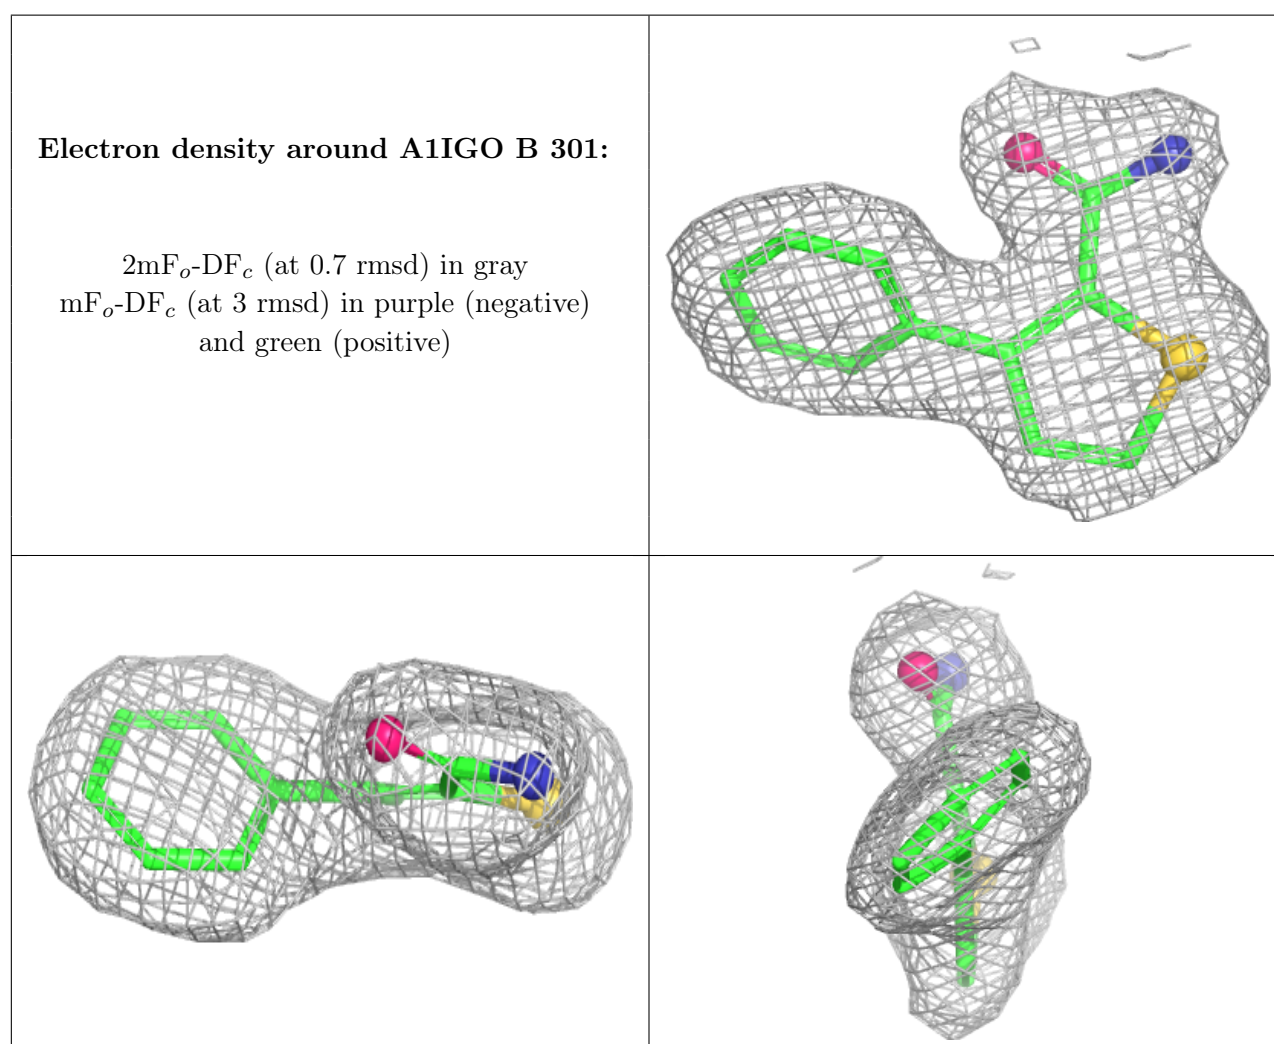 Electron density around A1IGO B 301:
2mFo-DFc (at 0.7 rmsd) in gray
mFo-DFc (at 3 rmsd) in purple (negative)
and green (positive)